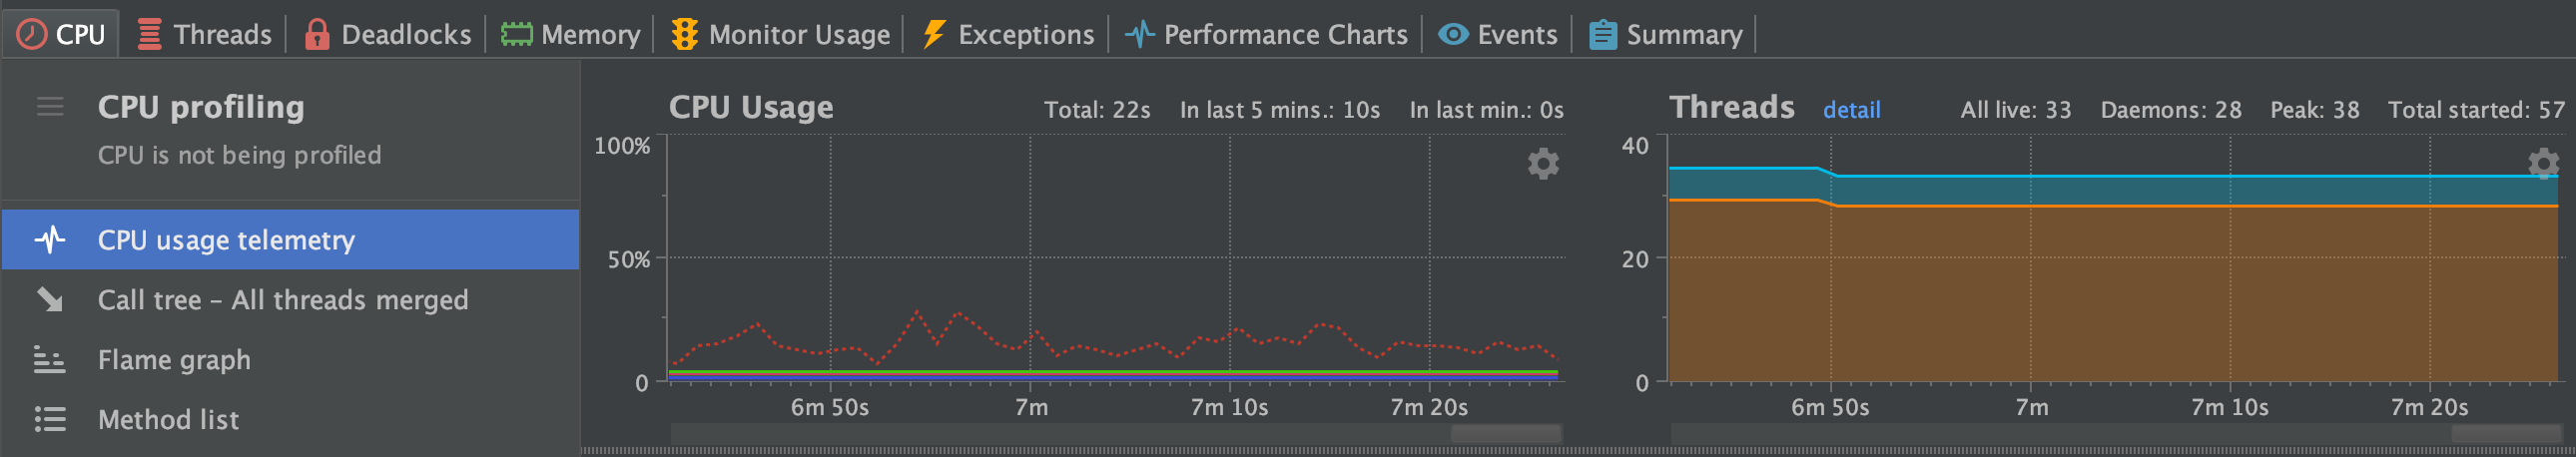 CPU Threads Deadlocks Memory Monitor Usage Exceptions Performance Charts Events Summary
CPU profiling
CPU is not being profiled
CPU usage telemetry
Call tree – All threads merged
Flame graph
Method list
CPU Usage Total: 22s In last 5 mins.: 10s In last min.: 0s
100%
50%
0
6m 50s 7m 7m 10s 7m 20s
Threads detail All live: 33 Daemons: 28 Peak: 38 Total started: 57
40
20
0
6m 50s 7m 7m 10s 7m 20s